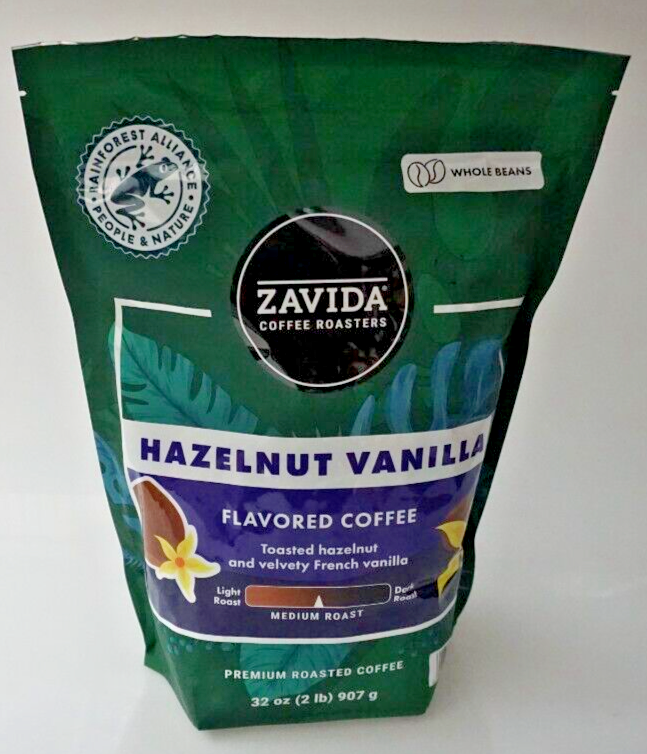 RAINFOREST ALLIANCE
• PEOPLE & NATURE •
WHOLE BEANS
ZAVIDA®
COFFEE ROASTERS
HAZELNUT VANILLA
FLAVORED COFFEE
Toasted hazelnut
and velvety French vanilla
Light
Roast
Dark
Roast
MEDIUM ROAST
PREMIUM ROASTED COFFEE
32 oz (2 lb) 907 g